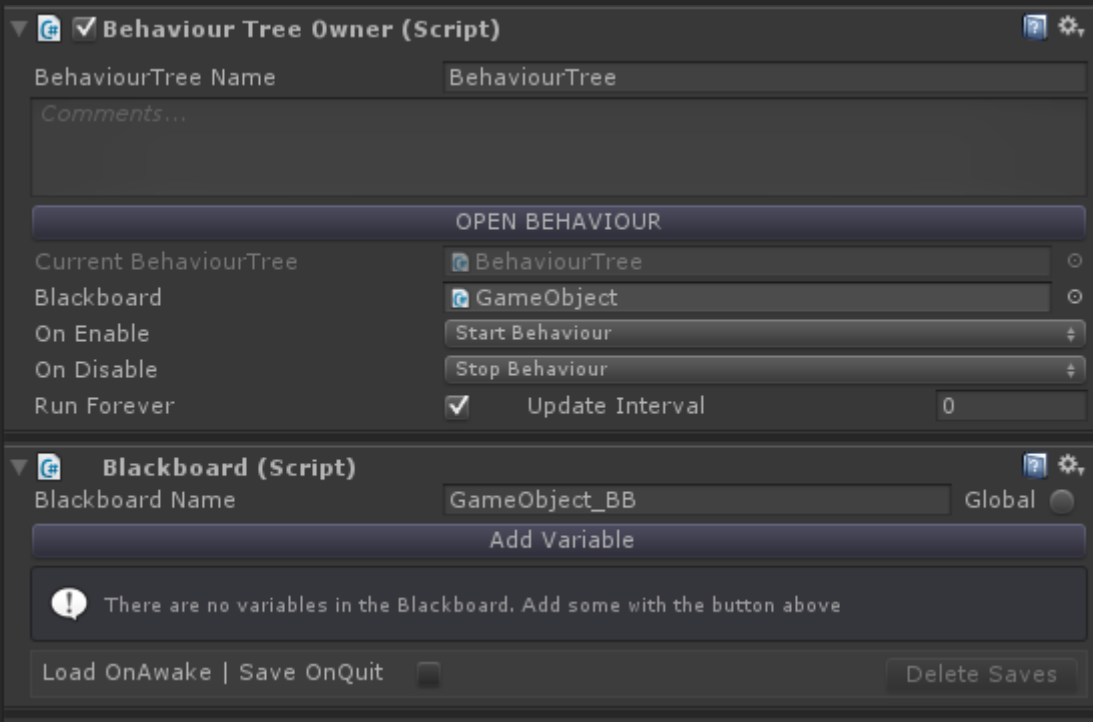 Behaviour Tree Owner (Script)
BehaviourTree Name BehaviourTree
Comments...
OPEN BEHAVIOUR
Current BehaviourTree BehaviourTree
Blackboard GameObject
On Enable Start Behaviour
On Disable Stop Behaviour
Run Forever Update Interval 0
Blackboard (Script)
Blackboard Name GameObject_BB Global
Add Variable
There are no variables in the Blackboard. Add some with the button above
Load OnAwake | Save OnQuit Delete Saves